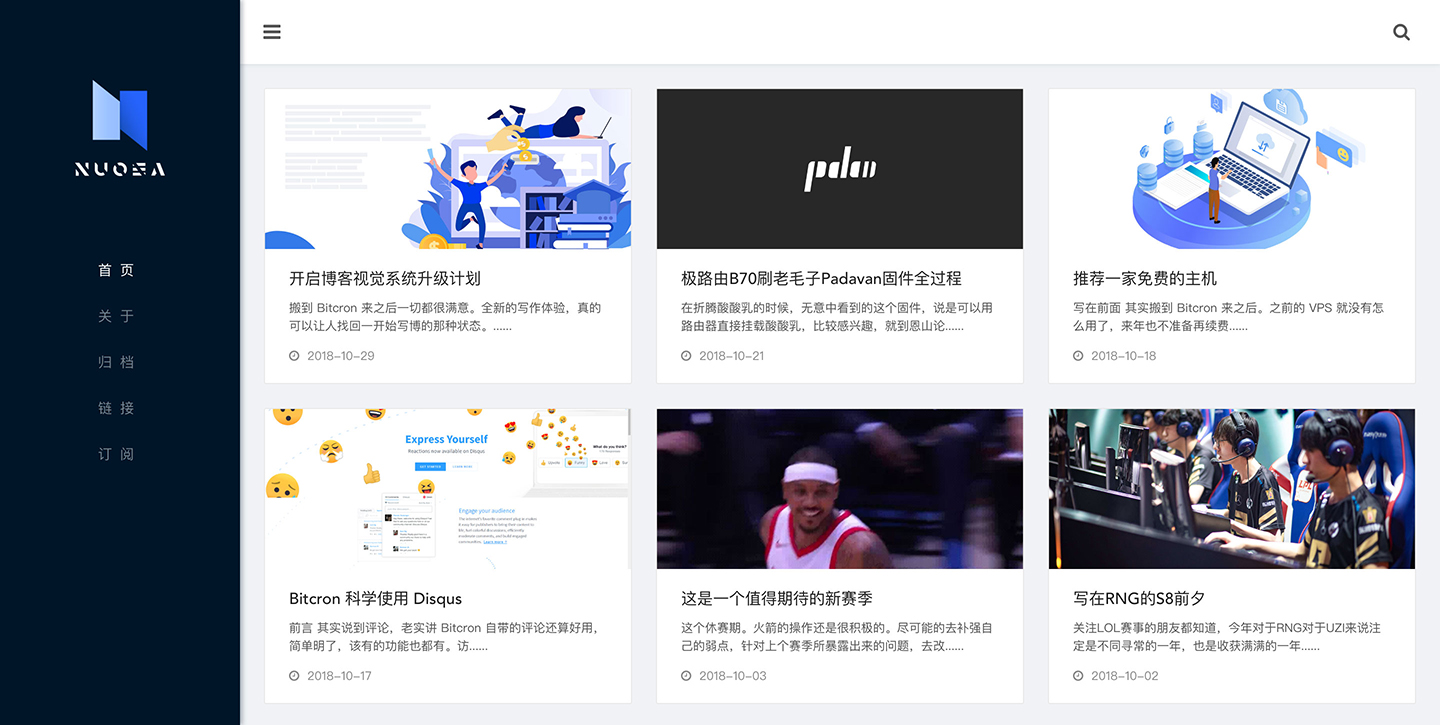 NUOEA
首 页
关 于
归 档
链 接
订 阅
开启博客视觉系统升级计划
搬到 Bitcron 来之后一切都很满意。全新的写作体验，真的
可以让人找回一开始写博的那种状态。......
2018-10-29
pdcn
极路由B70刷老毛子Padavan固件全过程
在折腾酸酸乳的时候，无意中看到的这个固件，说是可以用
路由器直接挂载酸酸乳，比较感兴趣，就到恩山论......
2018-10-21
推荐一家免费的主机
写在前面 其实搬到 Bitcron 来之后。之前的 VPS 就没有怎
么用了，来年也不准备再续费......
2018-10-18
Express Yourself
Reactions now available on Disqus
GET STARTED
LEARN MORE
What do you think?
Engage your audience
Bitcron 科学使用 Disqus
前言 其实说到评论，老实讲 Bitcron 自带的评论还算好用，
简单明了，该有的功能也都有。访......
2018-10-17
这是一个值得期待的新赛季
这个休赛期。火箭的操作还是很积极的。尽可能的去补强自
己的弱点，针对上个赛季所暴露出来的问题，去改......
2018-10-03
写在RNG的S8前夕
关注LOL赛事的朋友都知道，今年对于RNG对于UZI来说注
定是不同寻常的一年，也是收获满满的一年......
2018-10-02